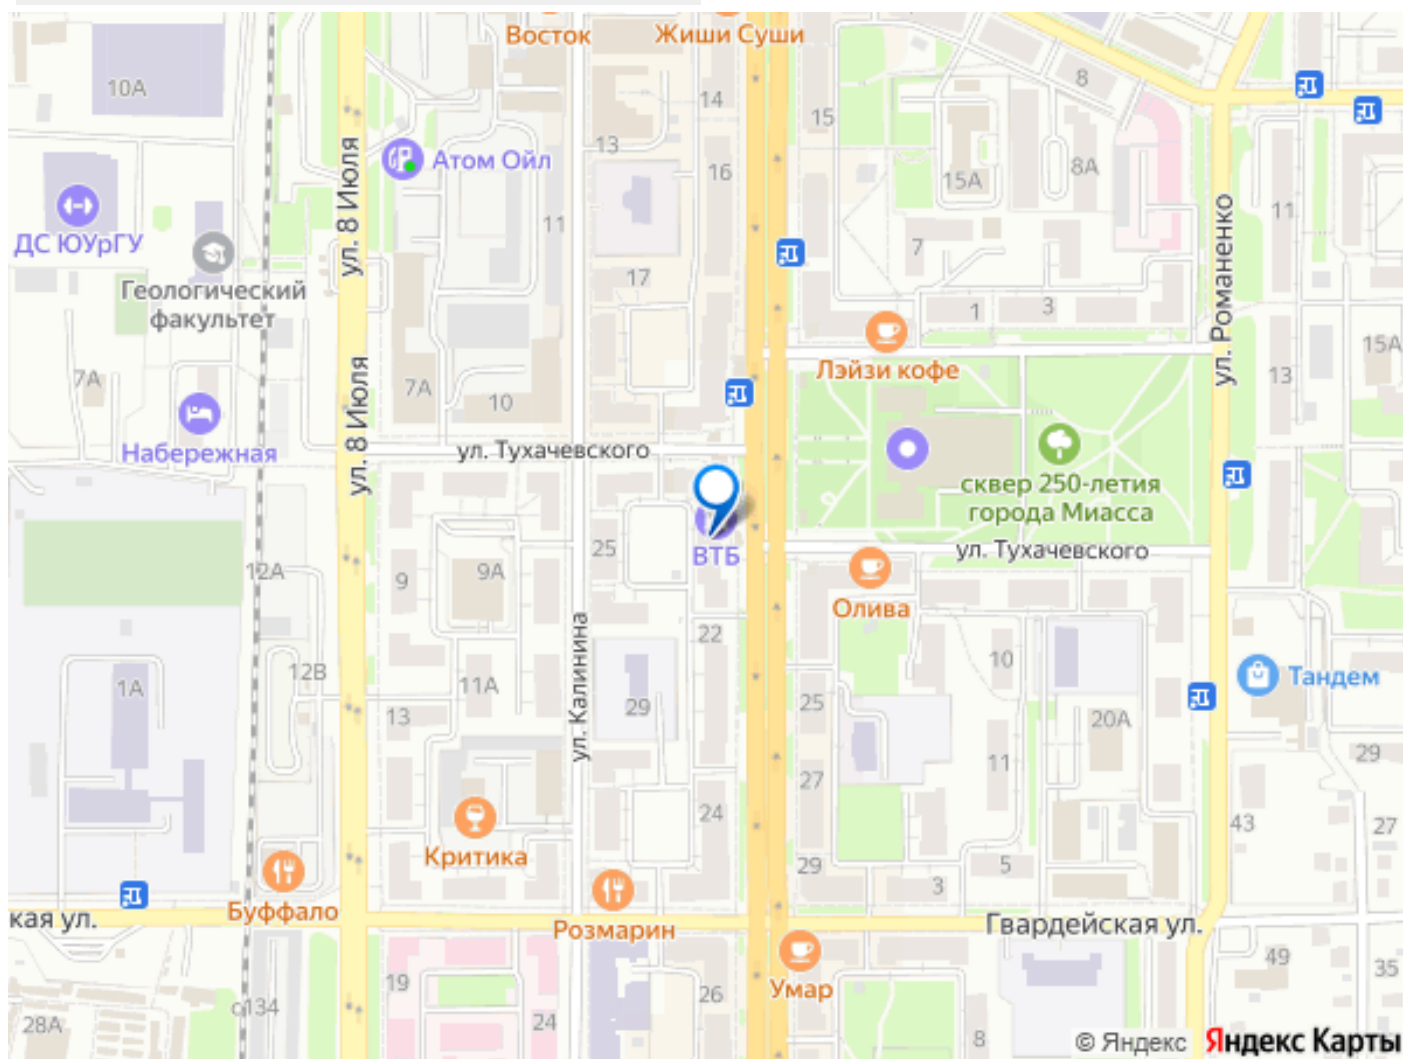 Восток
Жиши Суши
8
10А
14
15
13
Атом Ойл
16
8А
15А
ул. 8 Июля
ДС ЮУрГУ
11
11
7
ул. Романенко
Геологический
факультет
17
1
3
15А
Лэйзи кофе
7А
7А
10
13
ул. 8 Июля
Набережная
ул. Тухачевского
сквер 250-летия
города Миасса
25
ВТБ
ул. Тухачевского
12А
9
9А
Олива
22
ул. Калинина
10
12В
1А
11А
13
29
25
Тандем
20А
29
11
27
24
43
27
Критика
29
5
3
Буффало
кая ул.
Розмарин
Гвардейская ул.
49
35
19
Умар
26
о134
24
28А
8
© Яндекс
Яндекс Карты